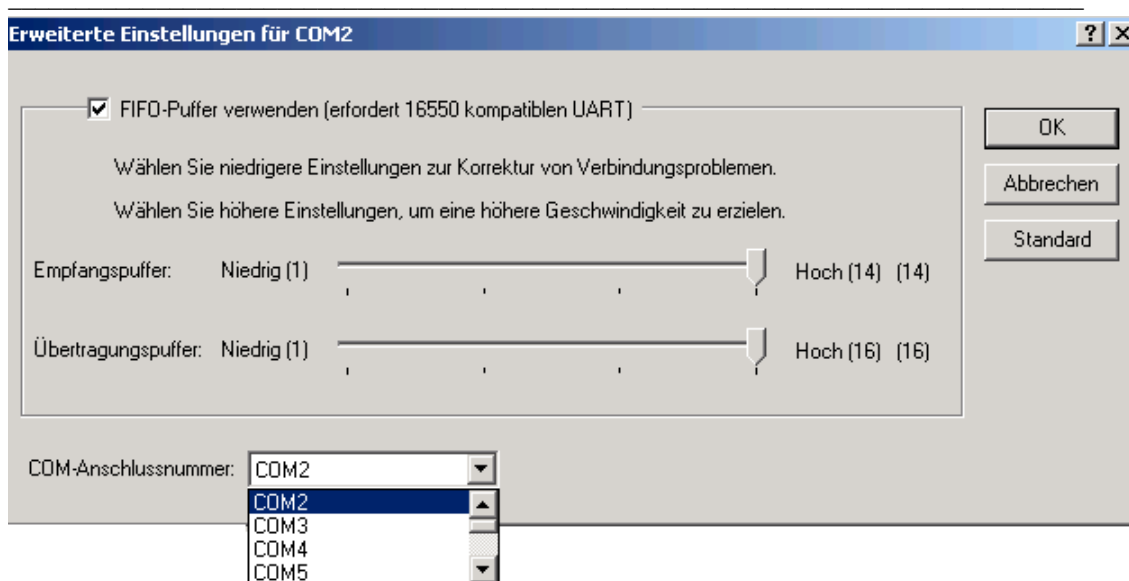 Erweiterte Einstellungen für COM2
FIFO-Puffer verwenden (erfordert 16550 kompatiblen UART)
OK
Wählen Sie niedrigere Einstellungen zur Korrektur von Verbindungsproblemen.
Abbrechen
Wählen Sie höhere Einstellungen, um eine höhere Geschwindigkeit zu erzielen.
Standard
Empfangspuffer: Niedrig (1) Hoch (14) (14)
Übertragungspuffer: Niedrig (1) Hoch (16) (16)
COM-Anschlussnummer: COM2
COM2
COM3
COM4
COM5